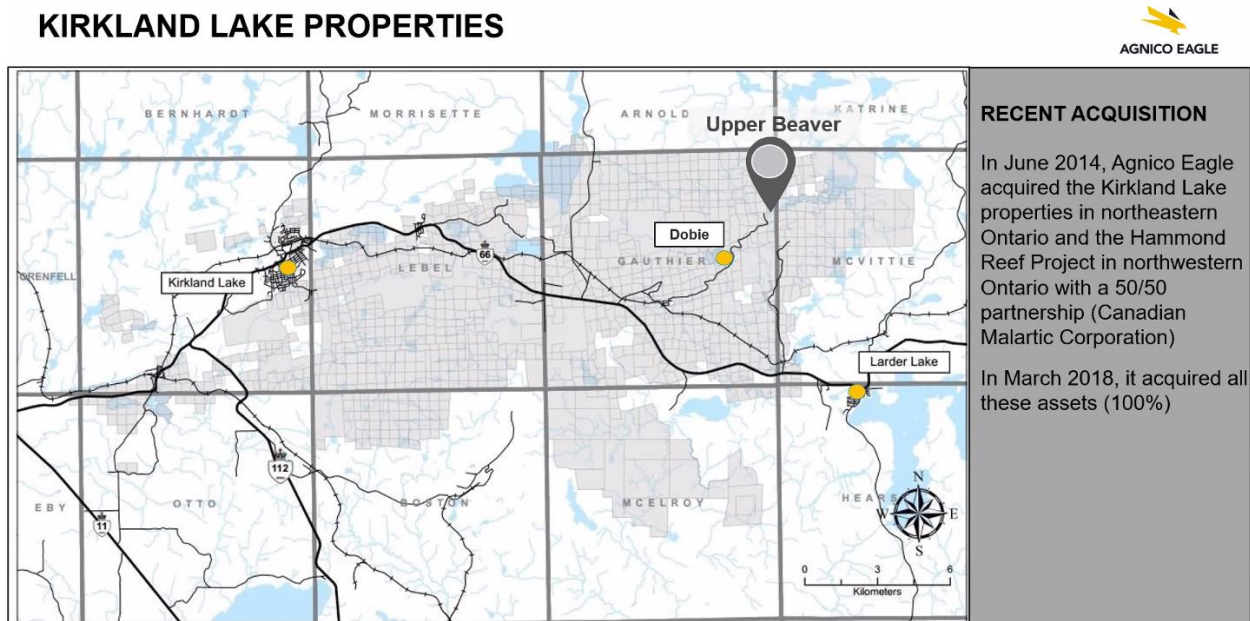 KIRKLAND LAKE PROPERTIES
AGNICO EAGLE
BERNHARDT
MORRISETTE
ARNOLD
KATRINE
Upper Beaver
Dobie
66
GAUTHIER
MCVITTIE
GRENFELL
LEBEL
Kirkland Lake
Larder Lake
112
11
EBY
OTTO
BOSTON
MCELROY
HEARS
N
W
E
S
0 3 6
Kilometers
RECENT ACQUISITION
In June 2014, Agnico Eagle
acquired the Kirkland Lake
properties in northeastern
Ontario and the Hammond
Reef Project in northwestern
Ontario with a 50/50
partnership (Canadian
Malartic Corporation)
In March 2018, it acquired all
these assets (100%)